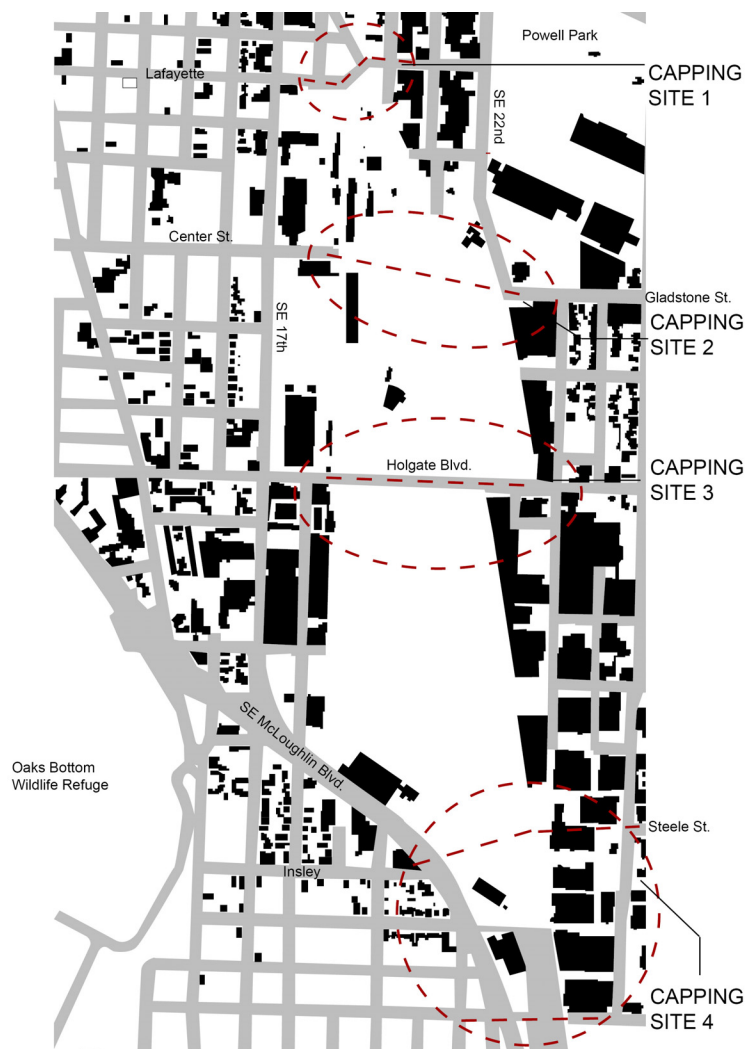 Powell Park
Lafayette
CAPPING
SITE 1
SE 22nd
Center St.
Gladstone St.
SE 17th
CAPPING
SITE 2
Holgate Blvd.
CAPPING
SITE 3
SE McLoughlin Blvd.
Oaks Bottom
Wildlife Refuge
Steele St.
Insley
CAPPING
SITE 4